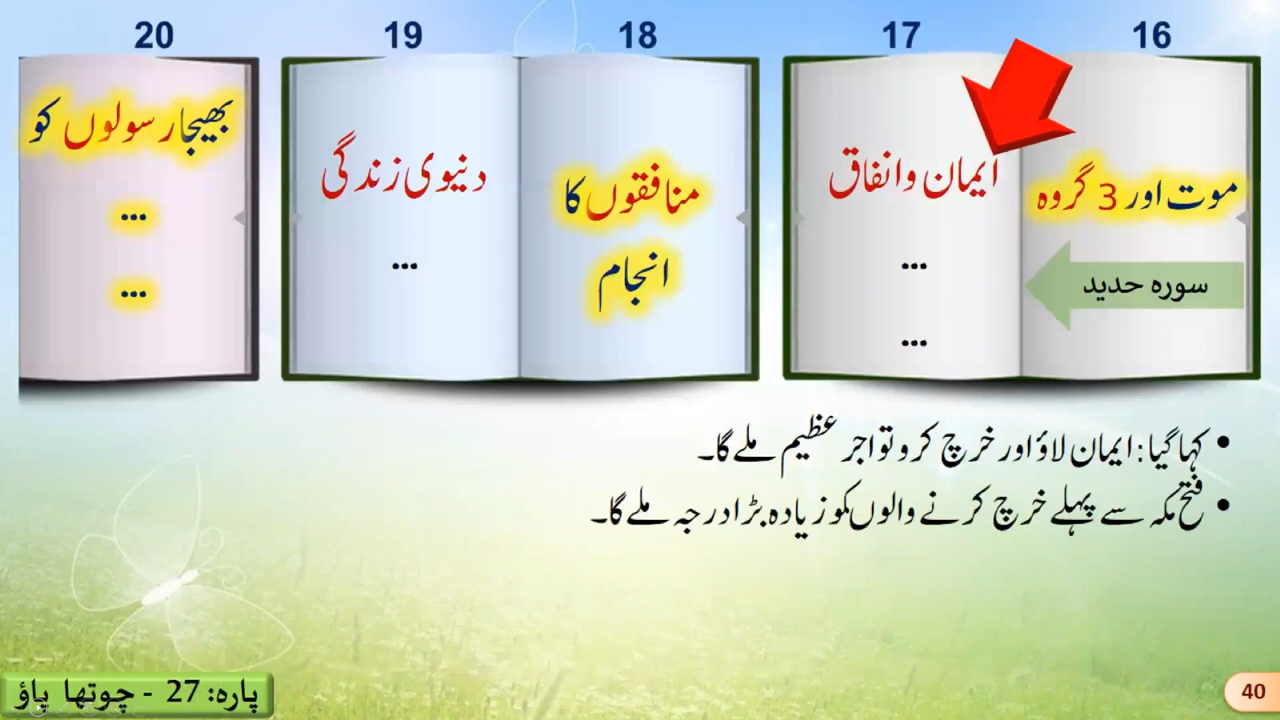 16
17
18
19
20
موت اور 3 گروہ
سورہ حدید
ایمان و انفاق
...
...
منافقوں کا
انجام
دنیوی زندگی
...
بھیجا رسولوں کو
...
...
• کہا گیا: ایمان لاؤ اور خرچ کرو تو اجر عظیم ملے گا۔
• فتح مکہ سے پہلے خرچ کرنے والوں کو زیادہ بڑا درجہ ملے گا۔
پارہ: 27 - چوتھا پاؤ
40